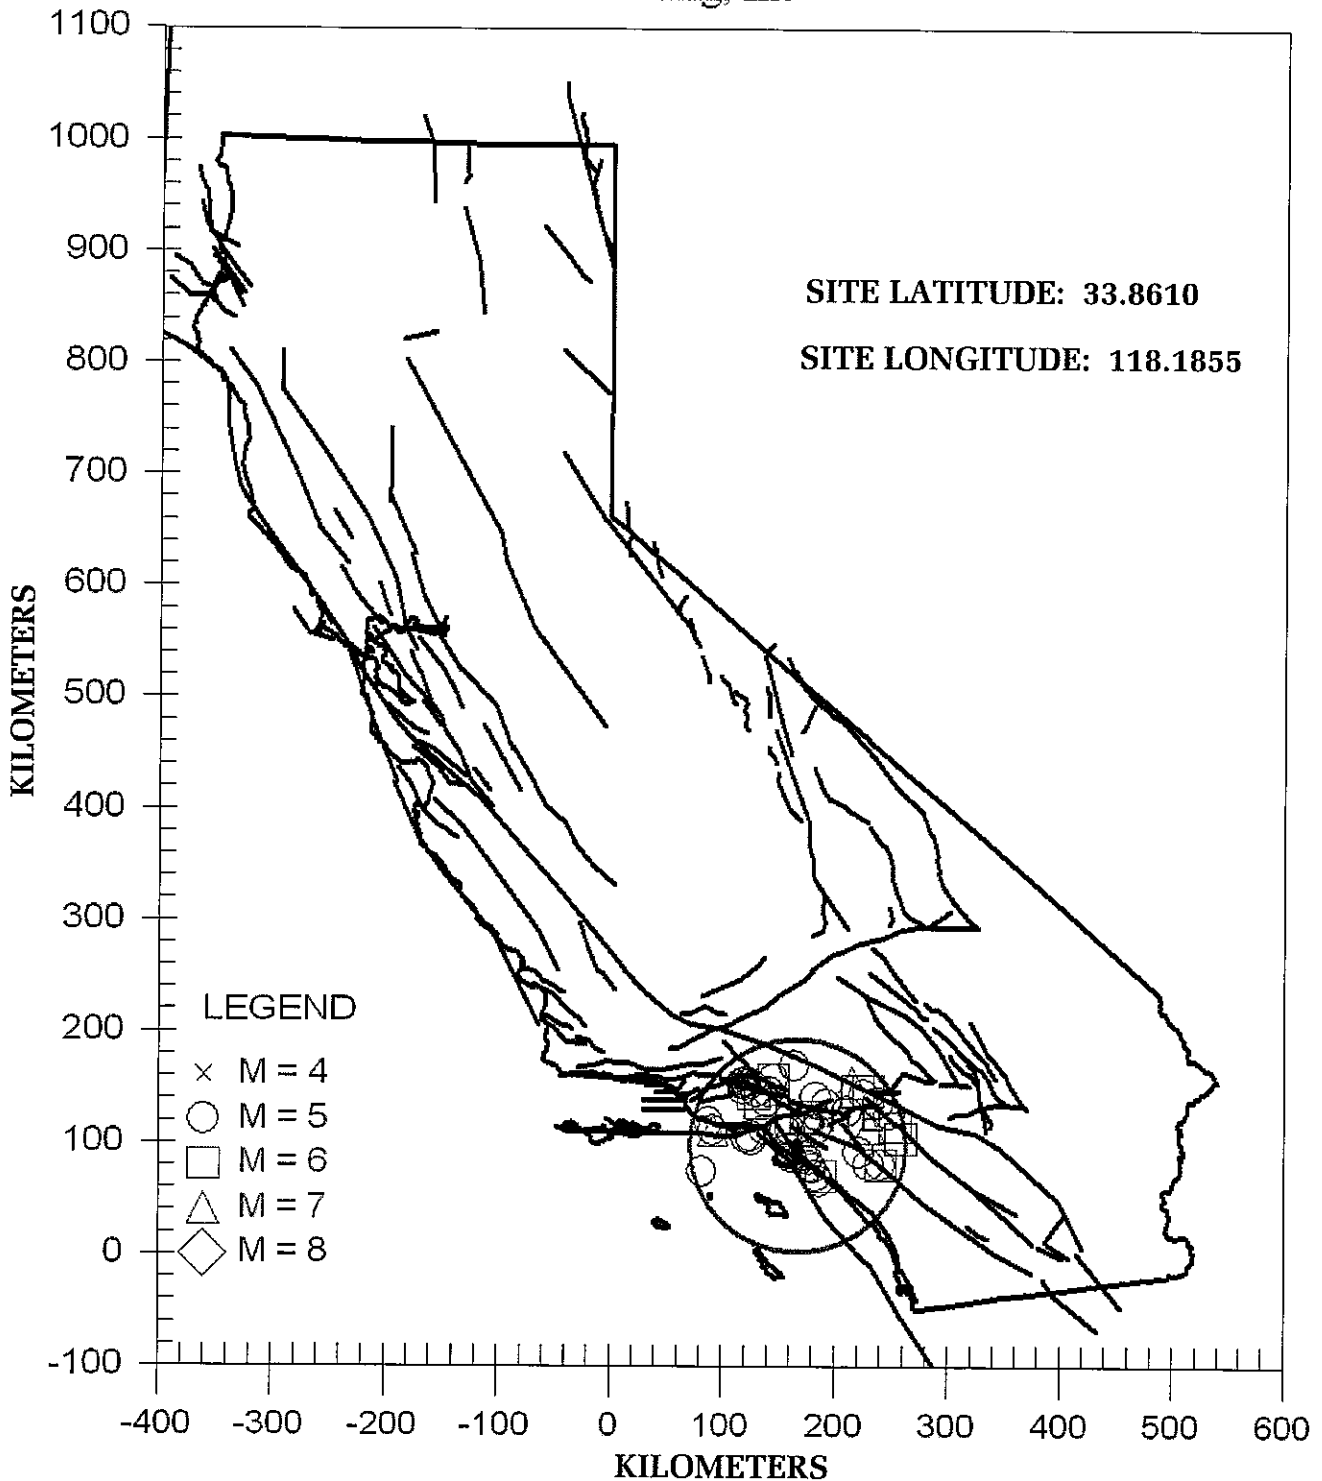 1100
1000
900
800
700
600
500
400
300
200
100
0
-100
KILOMETERS
SITE LATITUDE: 33.8610
SITE LONGITUDE: 118.1855
LEGEND
M = 4
M = 5
M = 6
M = 7
M = 8
-400 -300 -200 -100 0 100 200 300 400 500 600
KILOMETERS